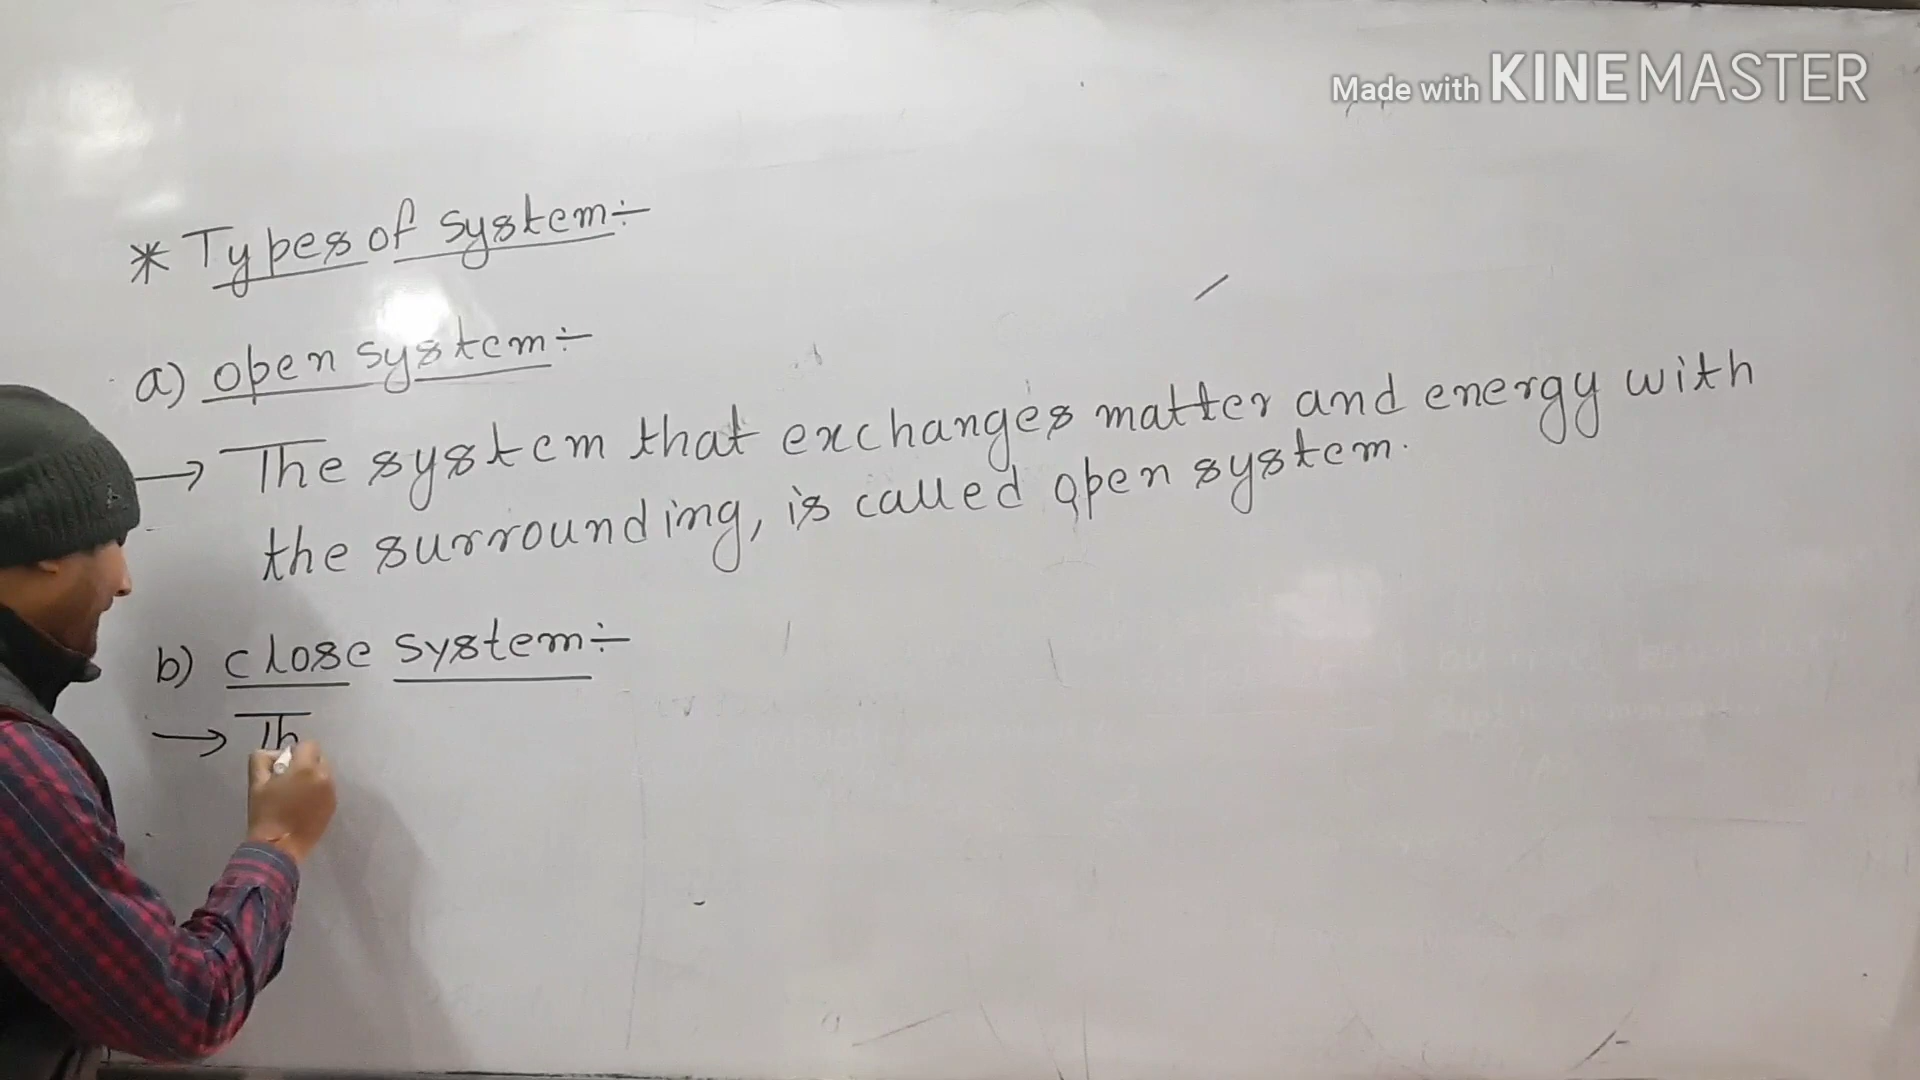 Made with KINEMASTER
* Types of system:-
a) open system:-
→ The system that exchanges matter and energy with
the surrounding, is called open system.
b) close system:-
→ Th